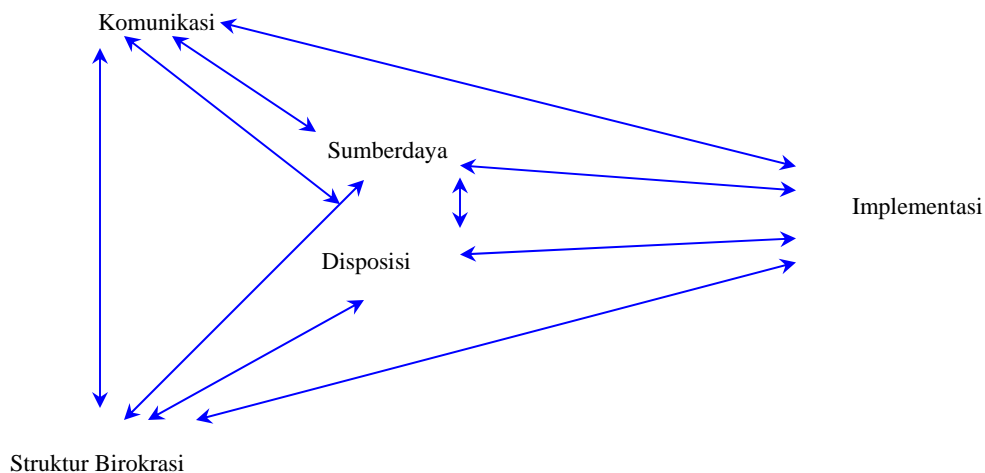 Komunikasi
Sumberdaya
Implementasi
Disposisi
Struktur Birokrasi